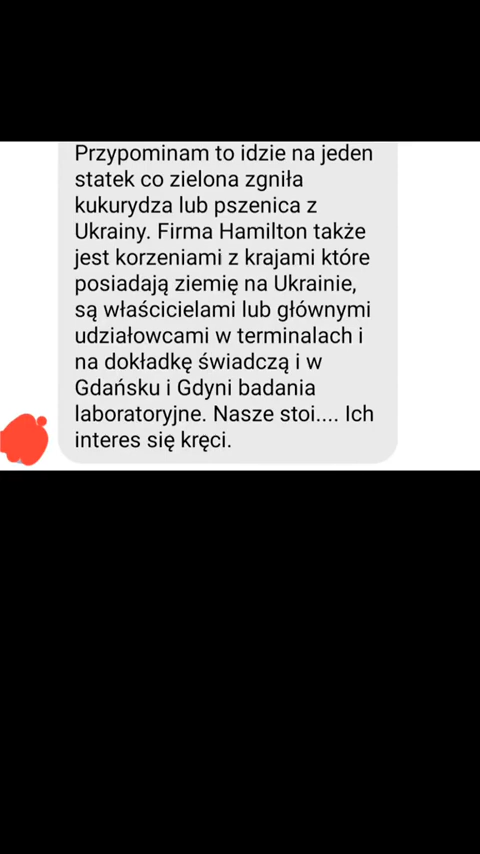 Przypominam to idzie na jeden
statek co zielona zgniła
kukurydza lub pszenica z
Ukrainy. Firma Hamilton także
jest korzeniami z krajami które
posiadają ziemię na Ukrainie,
są właścicielami lub głównymi
udziałowcami w terminalach i
na dokładkę świadczą i w
Gdańsku i Gdyni badania
laboratoryjne. Nasze stoi.... Ich
interes się kręci.